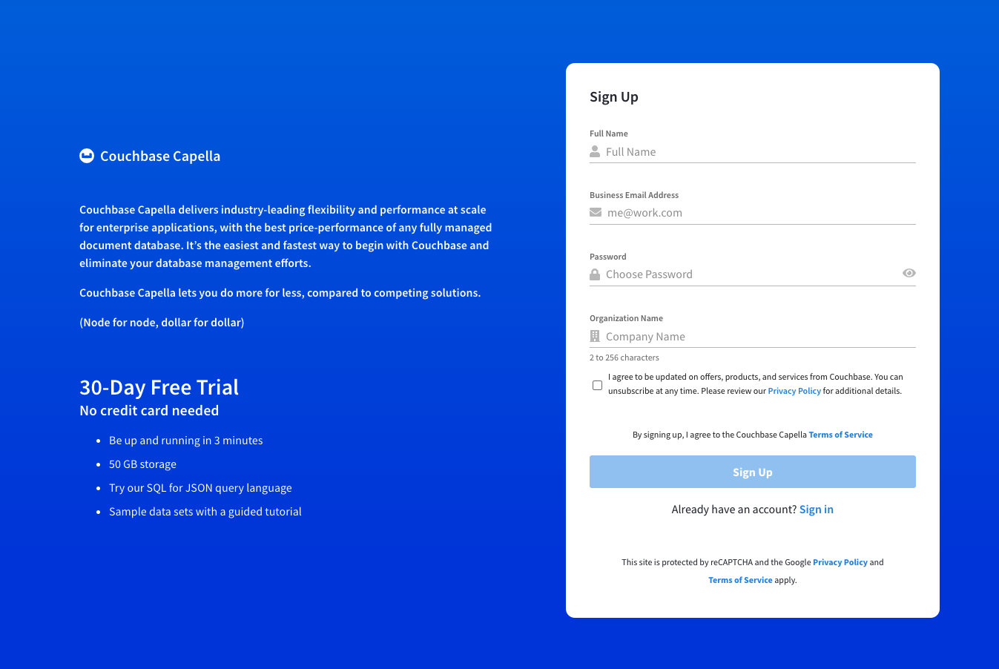 Couchbase Capella
Couchbase Capella delivers industry-leading flexibility and performance at scale
for enterprise applications, with the best price-performance of any fully managed
document database. It’s the easiest and fastest way to begin with Couchbase and
eliminate your database management efforts.
Couchbase Capella lets you do more for less, compared to competing solutions.
(Node for node, dollar for dollar)
30-Day Free Trial
No credit card needed
• Be up and running in 3 minutes
• 50 GB storage
• Try our SQL for JSON query language
• Sample data sets with a guided tutorial
Sign Up
Full Name
Full Name
Business Email Address
me@work.com
Password
Choose Password
Organization Name
Company Name
2 to 256 characters
I agree to be updated on offers, products, and services from Couchbase. You can
unsubscribe at any time. Please review our Privacy Policy for additional details.
By signing up, I agree to the Couchbase Capella Terms of Service
Sign Up
Already have an account? Sign in
This site is protected by reCAPTCHA and the Google Privacy Policy and
Terms of Service apply.